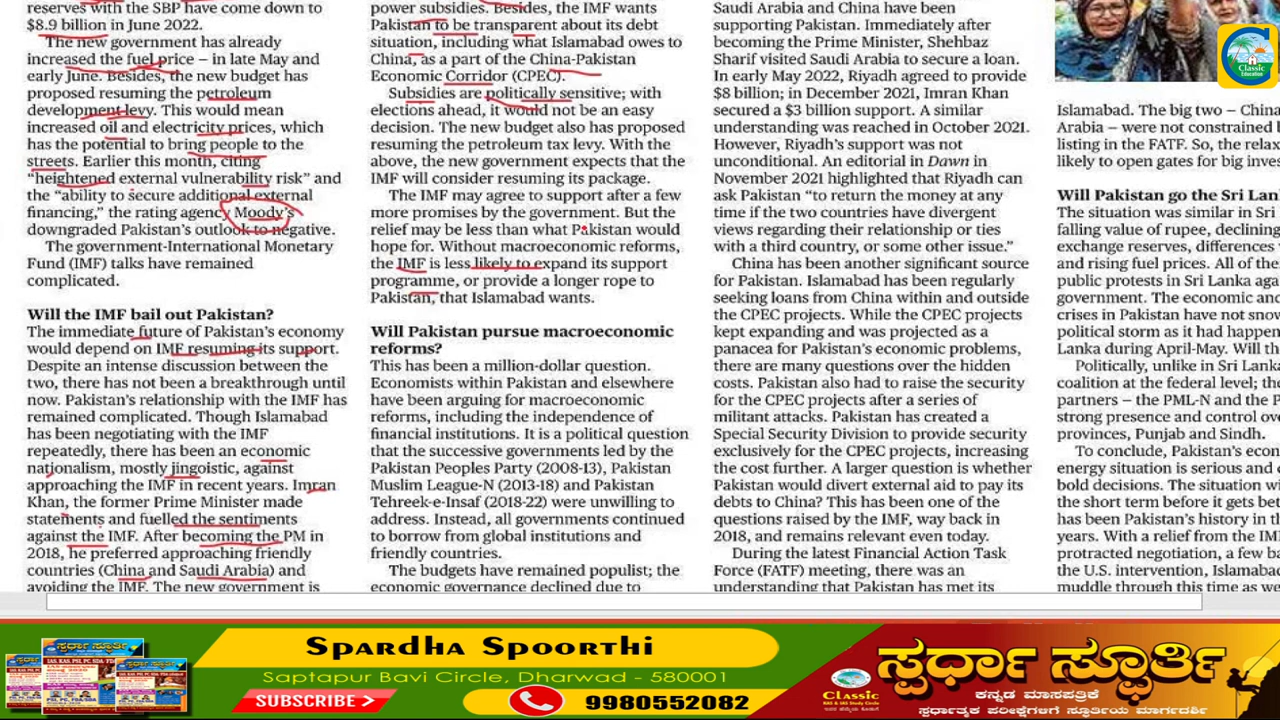 reserves with the SBP have come down to
$8.9 billion in June 2022.
The new government has already
increased the fuel price – in late May and
early June. Besides, the new budget has
proposed resuming the petroleum
development levy. This would mean
increased oil and electricity prices, which
has the potential to bring people to the
streets. Earlier this month, citing
“heightened external vulnerability risk” and
the “ability to secure additional external
financing,” the rating agency Moody’s
downgraded Pakistan’s outlook to negative.
The government-International Monetary
Fund (IMF) talks have remained
complicated.
Will the IMF bail out Pakistan?
The immediate future of Pakistan’s economy
would depend on IMF resuming its support.
Despite an intense discussion between the
two, there has not been a breakthrough until
now. Pakistan’s relationship with the IMF has
remained complicated. Though Islamabad
has been negotiating with the IMF
repeatedly, there has been an economic
nationalism, mostly jingoistic, against
approaching the IMF in recent years. Imran
Khan, the former Prime Minister made
statements and fuelled the sentiments
against the IMF. After becoming the PM in
2018, he preferred approaching friendly
countries (China and Saudi Arabia) and
avoiding the IMF. The new government is
power subsidies. Besides, the IMF wants
Pakistan to be transparent about its debt
situation, including what Islamabad owes to
China, as a part of the China-Pakistan
Economic Corridor (CPEC).
Subsidies are politically sensitive; with
elections ahead, it would not be an easy
decision. The new budget also has proposed
resuming the petroleum tax levy. With the
above, the new government expects that the
IMF will consider resuming its package.
The IMF may agree to support after a few
more promises by the government. But the
relief may be less than what Pakistan would
hope for. Without macroeconomic reforms,
the IMF is less likely to expand its support
programme, or provide a longer rope to
Pakistan, that Islamabad wants.
Will Pakistan pursue macroeconomic
reforms?
This has been a million-dollar question.
Economists within Pakistan and elsewhere
have been arguing for macroeconomic
reforms, including the independence of
financial institutions. It is a political question
that the successive governments led by the
Pakistan Peoples Party (2008-13), Pakistan
Muslim League-N (2013-18) and Pakistan
Tehreek-e-Insaf (2018-22) were unwilling to
address. Instead, all governments continued
to borrow from global institutions and
friendly countries.
The budgets have remained populist; the
economic governance declined due to
Saudi Arabia and China have been
supporting Pakistan. Immediately after
becoming the Prime Minister, Shehbaz
Sharif visited Saudi Arabia to secure a loan.
In early May 2022, Riyadh agreed to provide
$8 billion; in December 2021, Imran Khan
secured a $3 billion support. A similar
understanding was reached in October 2021.
However, Riyadh’s support was not
unconditional. An editorial in Dawn in
November 2021 highlighted that Riyadh can
ask Pakistan “to return the money at any
time if the two countries have divergent
views regarding their relationship or ties
with a third country, or some other issue.”
China has been another significant source
for Pakistan. Islamabad has been regularly
seeking loans from China within and outside
the CPEC projects. While the CPEC projects
kept expanding and was projected as a
panacea for Pakistan’s economic problems,
there are many questions over the hidden
costs. Pakistan also had to raise the security
for the CPEC projects after a series of
militant attacks. Pakistan has created a
Special Security Division to provide security
exclusively for the CPEC projects, increasing
the cost further. A larger question is whether
Pakistan would divert external aid to pay its
debts to China? This has been one of the
questions raised by the IMF, way back in
2018, and remains relevant even today.
During the latest Financial Action Task
Force (FATF) meeting, there was an
understanding that Pakistan has met its
Islamabad. The big two – China
Arabia – were not constrained
listing in the FATF. So, the relax
likely to open gates for big inves
Will Pakistan go the Sri Lan
The situation was similar in Sri
falling value of rupee, declining
exchange reserves, differences
and rising fuel prices. All of the
public protests in Sri Lanka aga
government. The economic and
crises in Pakistan have not snow
political storm as it had happen
Lanka during April-May. Will th
Politically, unlike in Sri Lanka
coalition at the federal level; the
partners – the PML-N and the P
strong presence and control ov
provinces, Punjab and Sindh.
To conclude, Pakistan’s econ
energy situation is serious and
bold decisions. The situation wi
the short term before it gets bet
has been Pakistan’s history in th
years. With a relief from the IM
protracted negotiation, a few ba
the U.S. intervention, Islamabad
muddle through this time as we
Classic
Education
Spardha Spoorthi
Saptapur Bavi Circle, Dharwad - 580001
SUBSCRIBE >
9980552082
ಸ್ಪರ್ಧಾ ಸ್ಫೂರ್ತಿ
ಕನ್ನಡ ಮಾಸಪತ್ರಿಕೆ
ಸ್ಪರ್ಧಾತ್ಮಕ ಪರೀಕ್ಷೆಗಳಿಗೆ ಸ್ಫೂರ್ತಿಯ ಮಾರ್ಗದರ್ಶಿ
Classic
KAS & IAS Study Circle